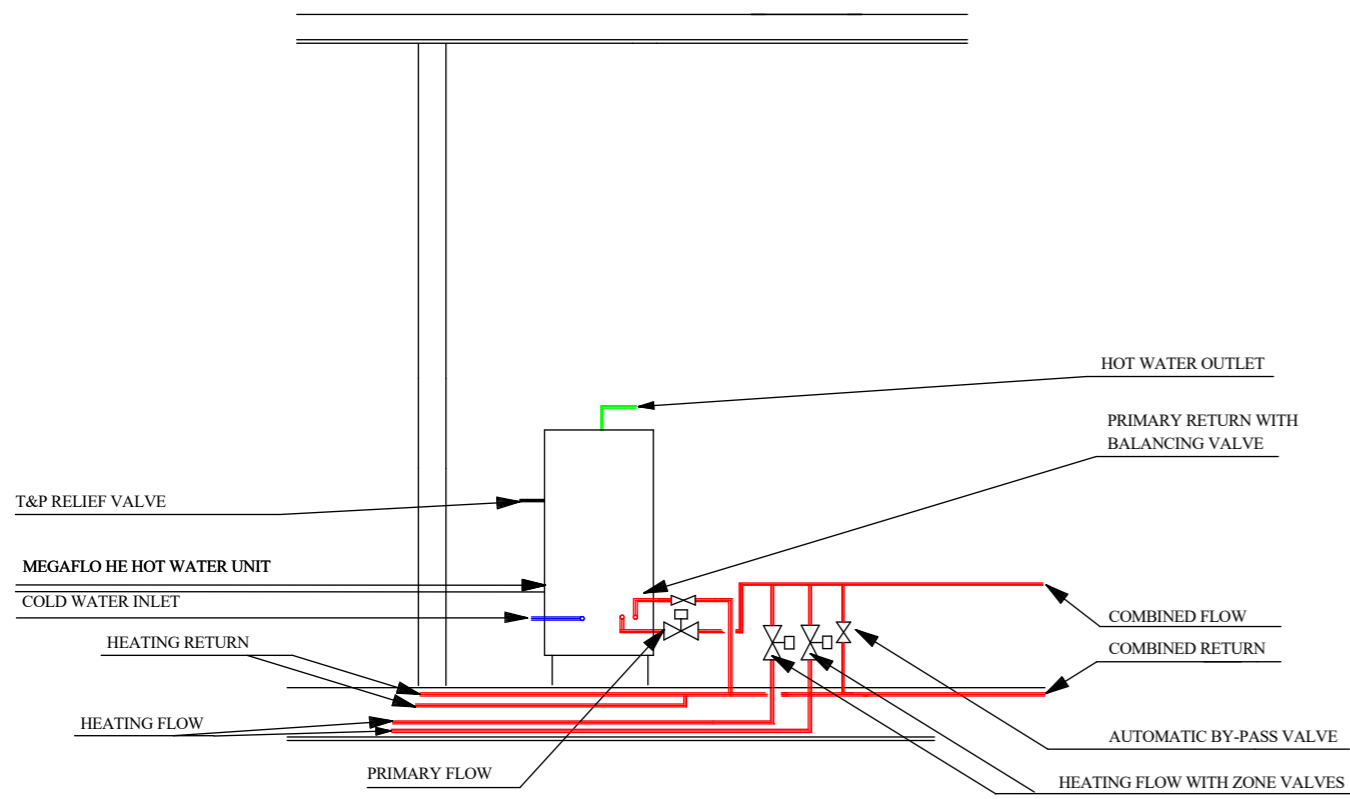 HOT WATER OUTLET
PRIMARY RETURN WITH
BALANCING VALVE
T&P RELIEF VALVE
MEGAFLO HE HOT WATER UNIT
COLD WATER INLET
COMBINED FLOW
HEATING RETURN
COMBINED RETURN
HEATING FLOW
AUTOMATIC BY-PASS VALVE
PRIMARY FLOW
HEATING FLOW WITH ZONE VALVES